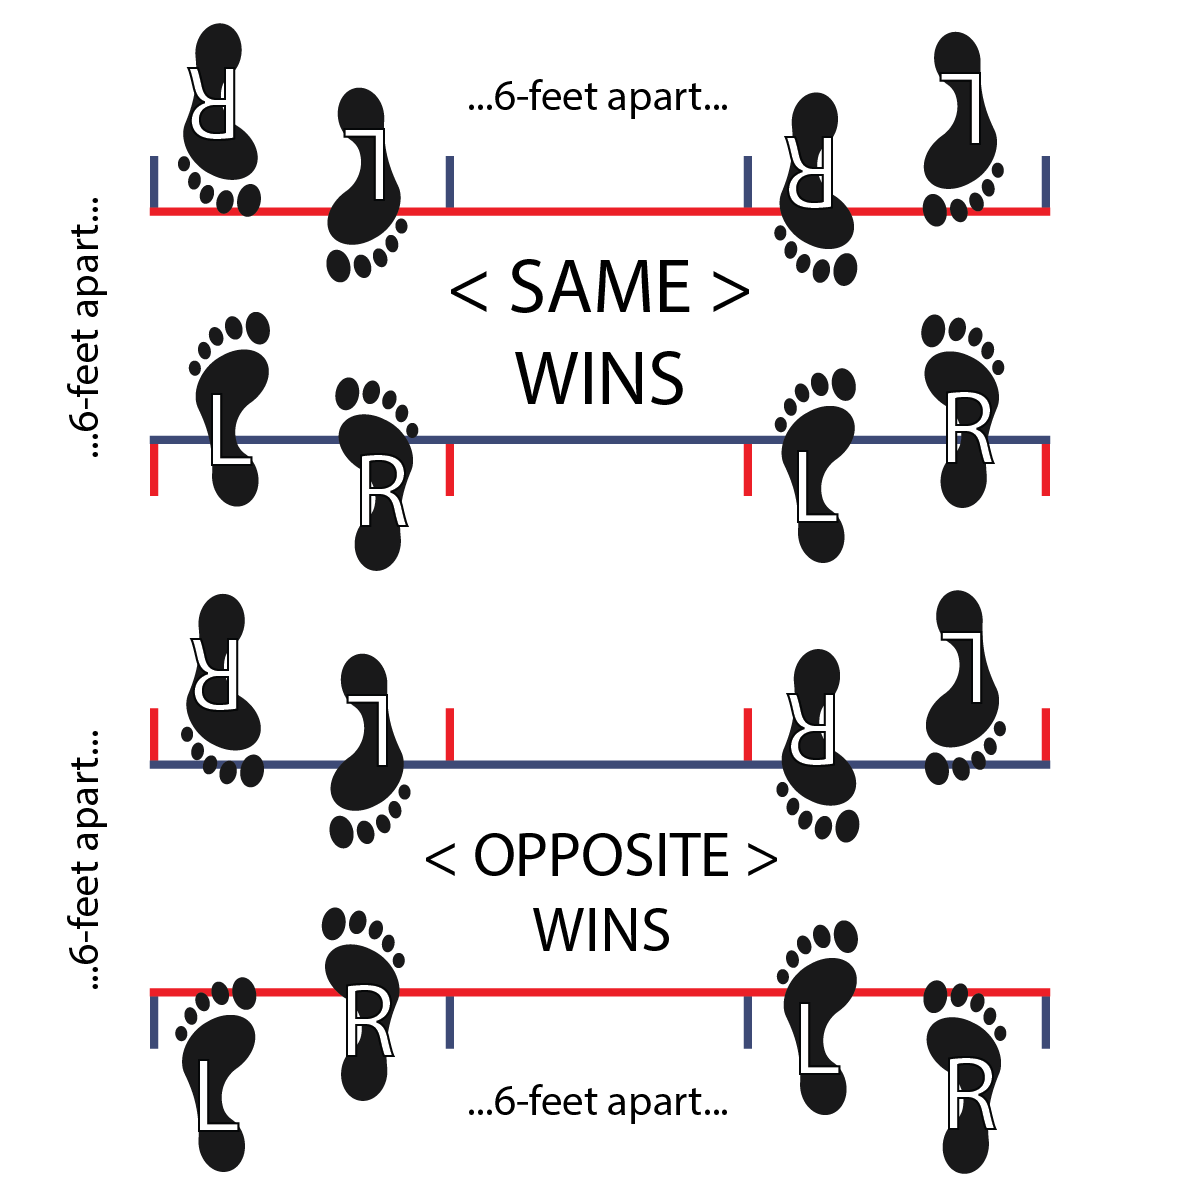 R
L
...6-feet apart...
R
L
...6-feet apart...
< SAME >
WINS
L
R
L
R
R
L
R
L
...6-feet apart...
< OPPOSITE >
WINS
L
R
L
R
...6-feet apart...